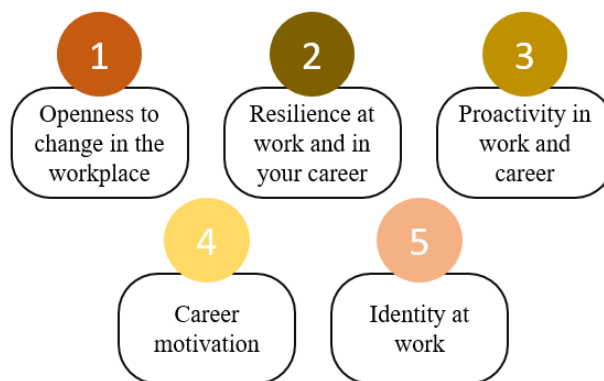 1
Openness to
change in the
workplace
2
Resilience at
work and in
your career
3
Proactivity in
work and
career
4
Career
motivation
5
Identity at
work